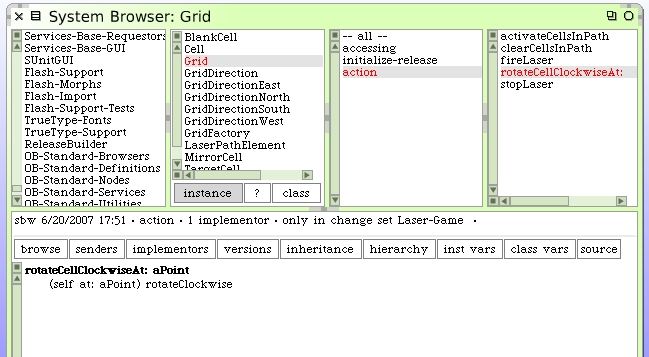 System Browser: Grid
Services-Base-Requestors
Services-Base-GUI
SUnitGUI
Flash-Support
Flash-Morphs
Flash-Import
Flash-Support-Tests
TrueType-Fonts
TrueType-Support
ReleaseBuilder
OB-Standard-Browsers
OB-Standard-Definitions
OB-Standard-Nodes
OB-Standard-Services
OB-Standard-Utilities
BlankCell
Cell
Grid
GridDirection
GridDirectionEast
GridDirectionNorth
GridDirectionSouth
GridDirectionWest
GridFactory
LaserPathElement
MirrorCell
TargetCell
instance ? class
-- all --
accessing
initialize-release
action
activateCellsInPath
clearCellsInPath
fireLaser
rotateCellClockwiseAt:
stopLaser
sbw 6/20/2007 17:51 · action · 1 implementor · only in change set Laser-Game ·
browse senders implementors versions inheritance hierarchy inst vars class vars source
rotateCellClockwiseAt: aPoint
(self at: aPoint) rotateClockwise